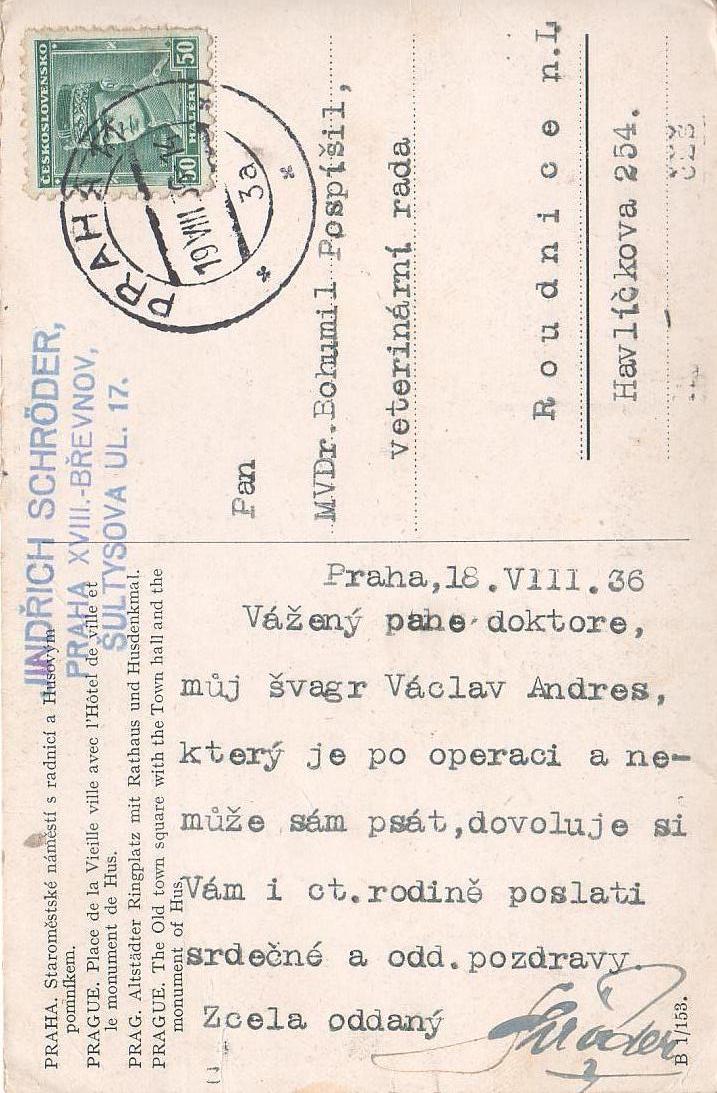 ČESKOSLOVENSKO
50
50
HALÉŘŮ
PRAHA
19 VIII
3a
JINDŘICH SCHRÖDER,
PRAHA XVIII.-BŘEVNOV,
ŠULTYSOVA UL. 17.
Pan
MVDr.Bohumil Pospíšil,
veterinární rada
Roudnice n.L
Havlíčkova 254.
PRAHA. Staroměstské náměstí s radnicí a Husovým
pomníkem.
PRAGUE. Place de la Vieille ville avec l'Hôtel de ville et
le monument de Hus.
PRAG. Altstädter Ringplatz mit Rathaus und Husdenkmal.
PRAGUE. The Old town square with the Town hall and the
monument of Hus.
Praha,18.VIII.36
Vážený pane doktore,
můj švagr Václav Andres,
který je po operaci a ne-
může sám psát,dovoluje si
Vám i ct.rodině poslati
srdečné a odd.pozdravy.
Zcela oddaný
Schröder
B 1/153.